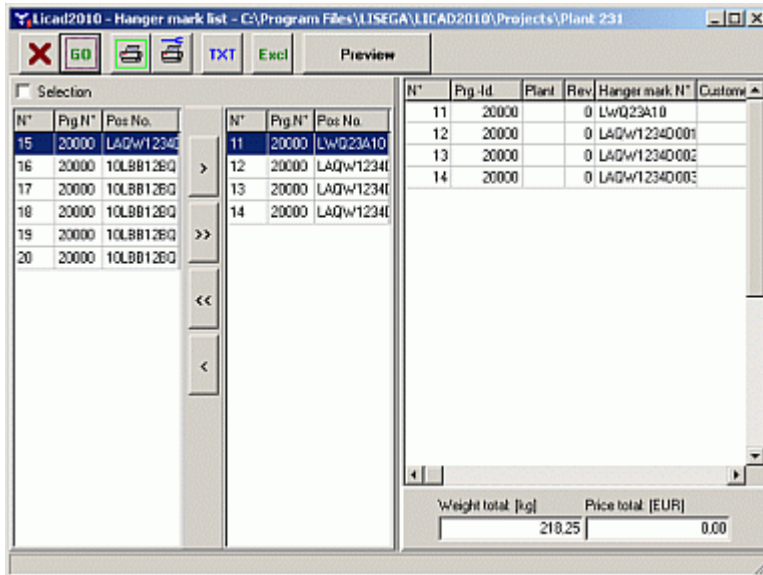 Licad2010 - Hanger mark list - C:\Program Files\LISEGA\LICAD2010\Projects\Plant 231
GO TXT Excl Preview
Selection
N° Prg.N° Pos No.
15 20000 LAQW1234D
16 20000 10LBB12BQ
17 20000 10LBB12BQ
18 20000 10LBB12BQ
19 20000 10LBB12BQ
20 20000 10LBB12BQ
>
>>
<<
<
N° Prg.N° Pos No.
11 20000 LWQ23A10
12 20000 LAQW1234D
13 20000 LAQW1234D
14 20000 LAQW1234D
N° Prg.-Id. Plant Rev. Hanger mark N° Custome
11 20000 0 LWQ23A10
12 20000 0 LAQW1234D001
13 20000 0 LAQW1234D002
14 20000 0 LAQW1234D003
Weight total: [kg] Price total: [EUR]
218,25 0,00